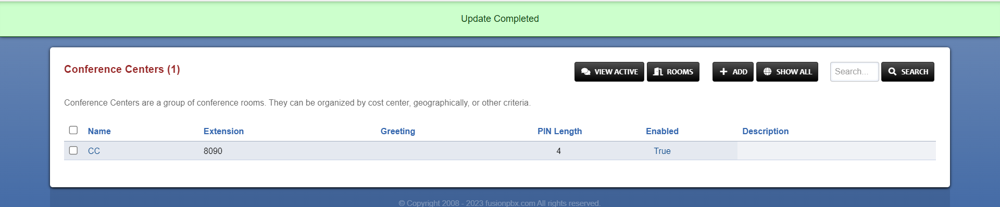 Update Completed
Conference Centers (1)
VIEW ACTIVE ROOMS ADD SHOW ALL Search... SEARCH
Conference Centers are a group of conference rooms. They can be organized by cost center, geographically, or other criteria.
Name Extension Greeting PIN Length Enabled Description
CC 8090 4 True
© Copyright 2008 - 2023 fusionpbx.com All rights reserved.